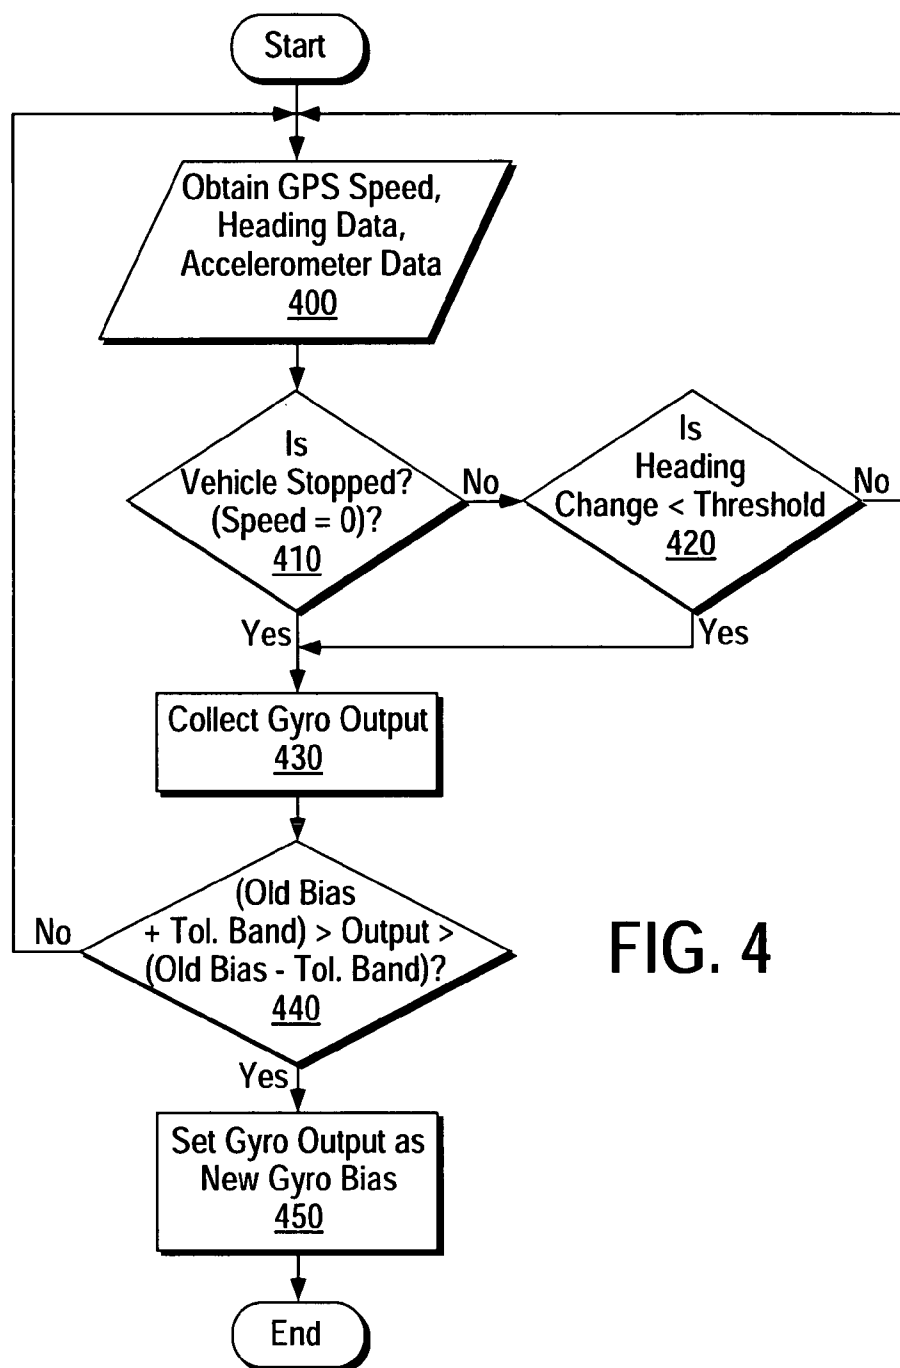 Start
Obtain GPS Speed,
Heading Data,
Accelerometer Data
400
Is
Vehicle Stopped?
(Speed = 0)?
410
No
Is
Heading
Change < Threshold
420
No
Yes
Yes
Collect Gyro Output
430
(Old Bias
+ Tol. Band) > Output >
(Old Bias - Tol. Band)?
440
No
FIG. 4
Yes
Set Gyro Output as
New Gyro Bias
450
End